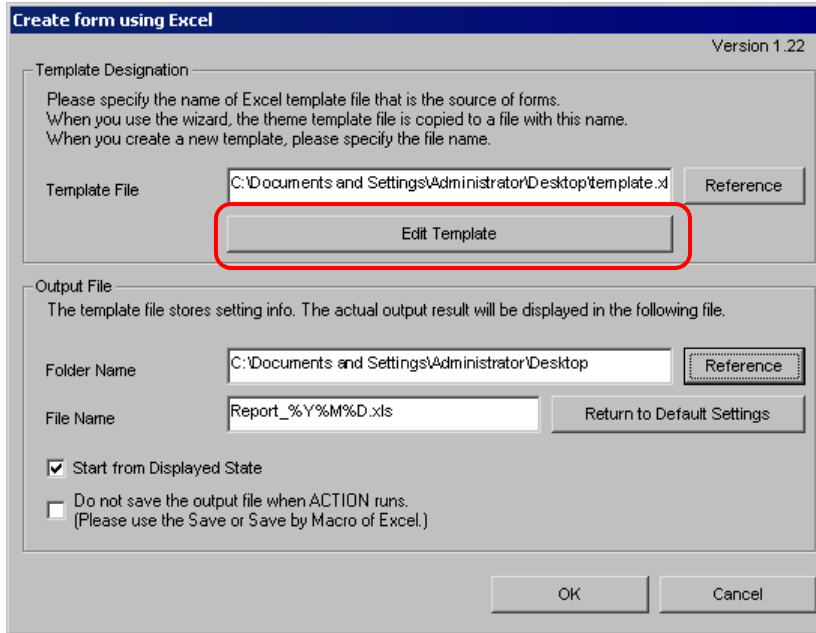 Create form using Excel
Version 1.22
Template Designation
Please specify the name of Excel template file that is the source of forms.
When you use the wizard, the theme template file is copied to a file with this name.
When you create a new template, please specify the file name.
Template File C:\Documents and Settings\Administrator\Desktop\template.xl Reference
Edit Template
Output File
The template file stores setting info. The actual output result will be displayed in the following file.
Folder Name C:\Documents and Settings\Administrator\Desktop Reference
File Name Report_%Y%M%D.xls Return to Default Settings
Start from Displayed State
Do not save the output file when ACTION runs.
(Please use the Save or Save by Macro of Excel.)
OK Cancel